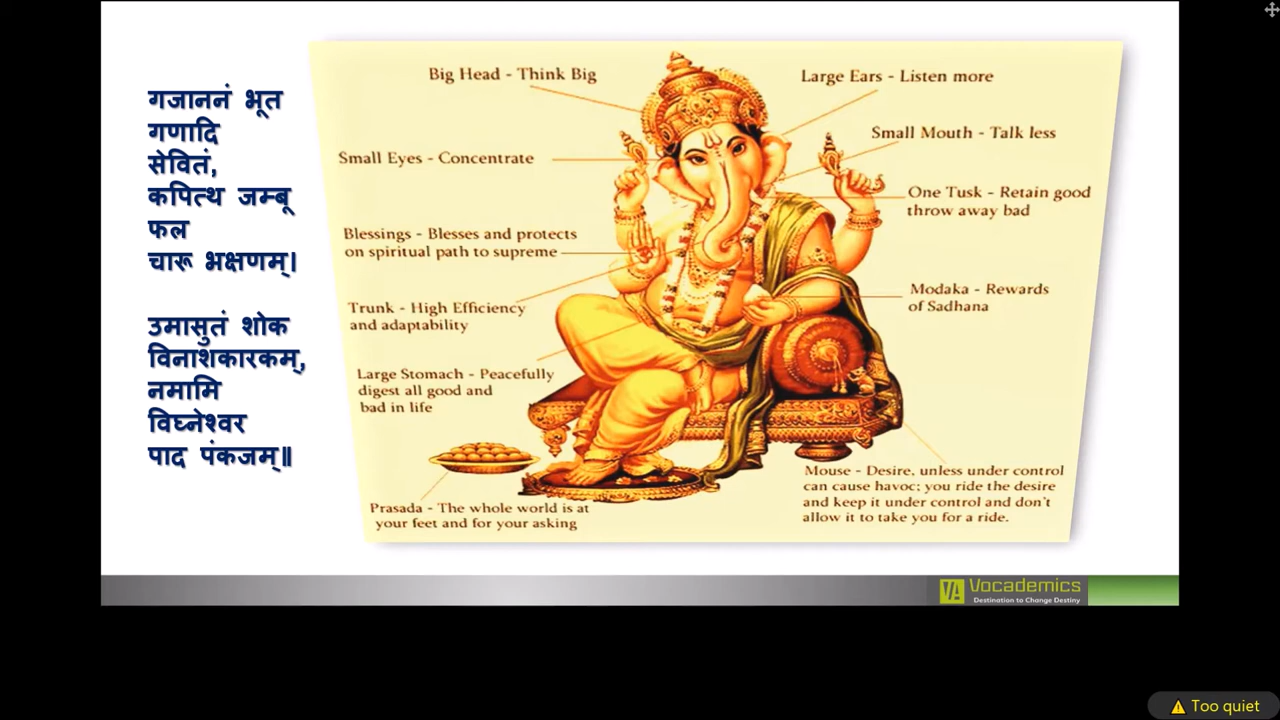 गजाननं भूत
गणादि
सेवितं,
कपित्थ जम्बू
फल
चारू भक्षणम्।
उमासुतं शोक
विनाशकारकम्,
नमामि
विघ्नेश्वर
पाद पंकजम्॥
Big Head - Think Big
Large Ears - Listen more
Small Mouth - Talk less
Small Eyes - Concentrate
One Tusk - Retain good
throw away bad
Blessings - Blesses and protects
on spiritual path to supreme
Modaka - Rewards
of Sadhana
Trunk - High Efficiency
and adaptability
Large Stomach - Peacefully
digest all good and
bad in life
Mouse - Desire, unless under control
can cause havoc; you ride the desire
and keep it under control and don't
allow it to take you for a ride.
Prasada - The whole world is at
your feet and for your asking
VA Vocademics
Destination to Change Destiny
Too quiet